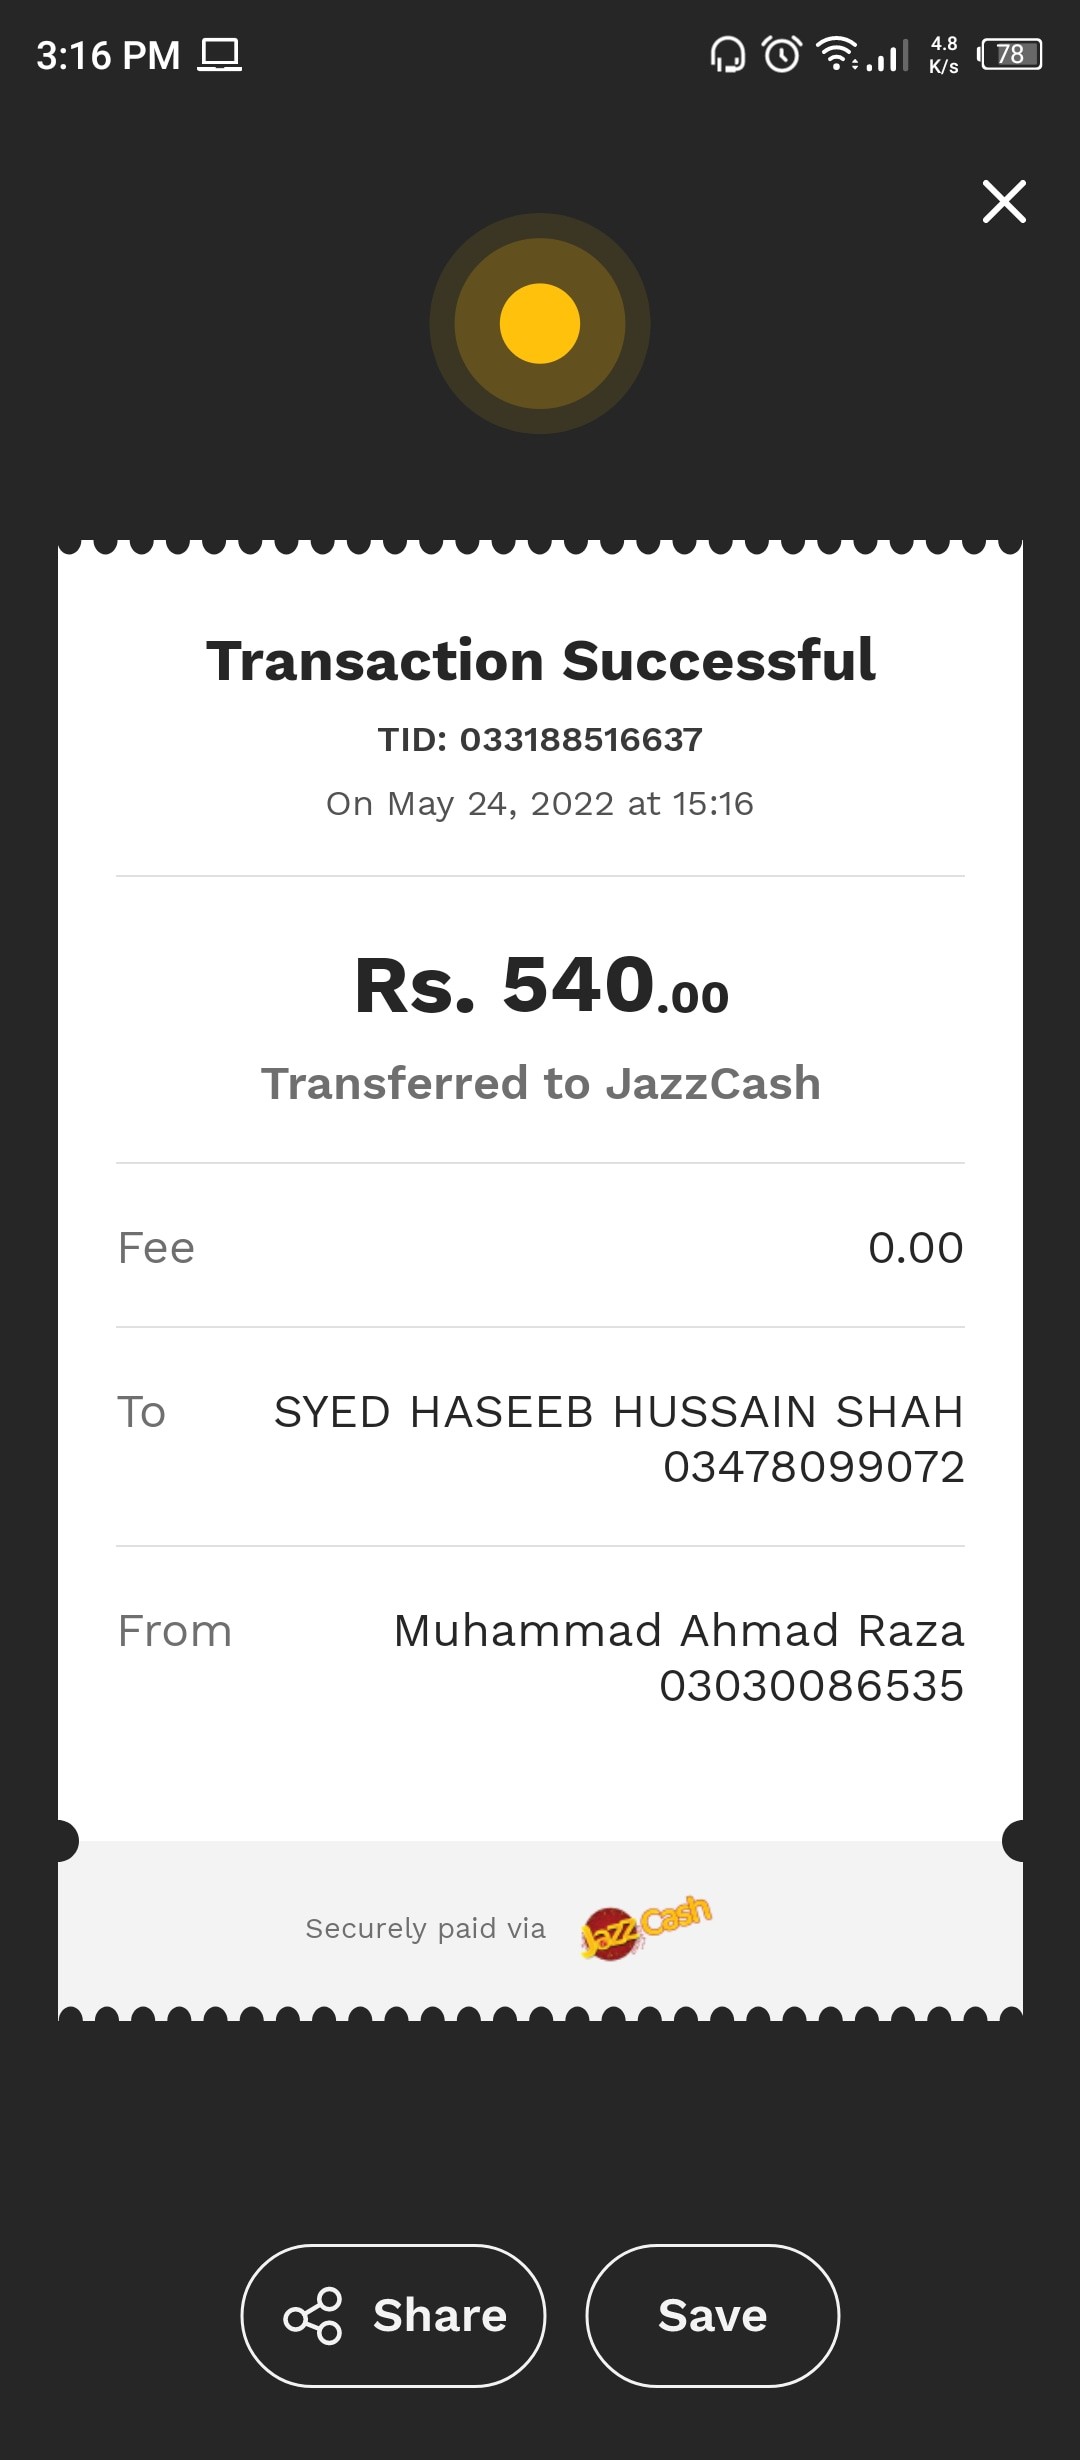 3:16 PM
4.8
K/s
78
Transaction Successful
TID: 033188516637
On May 24, 2022 at 15:16
Rs. 540.00
Transferred to JazzCash
Fee 0.00
To SYED HASEEB HUSSAIN SHAH
03478099072
From Muhammad Ahmad Raza
03030086535
Securely paid via JazzCash
Share Save